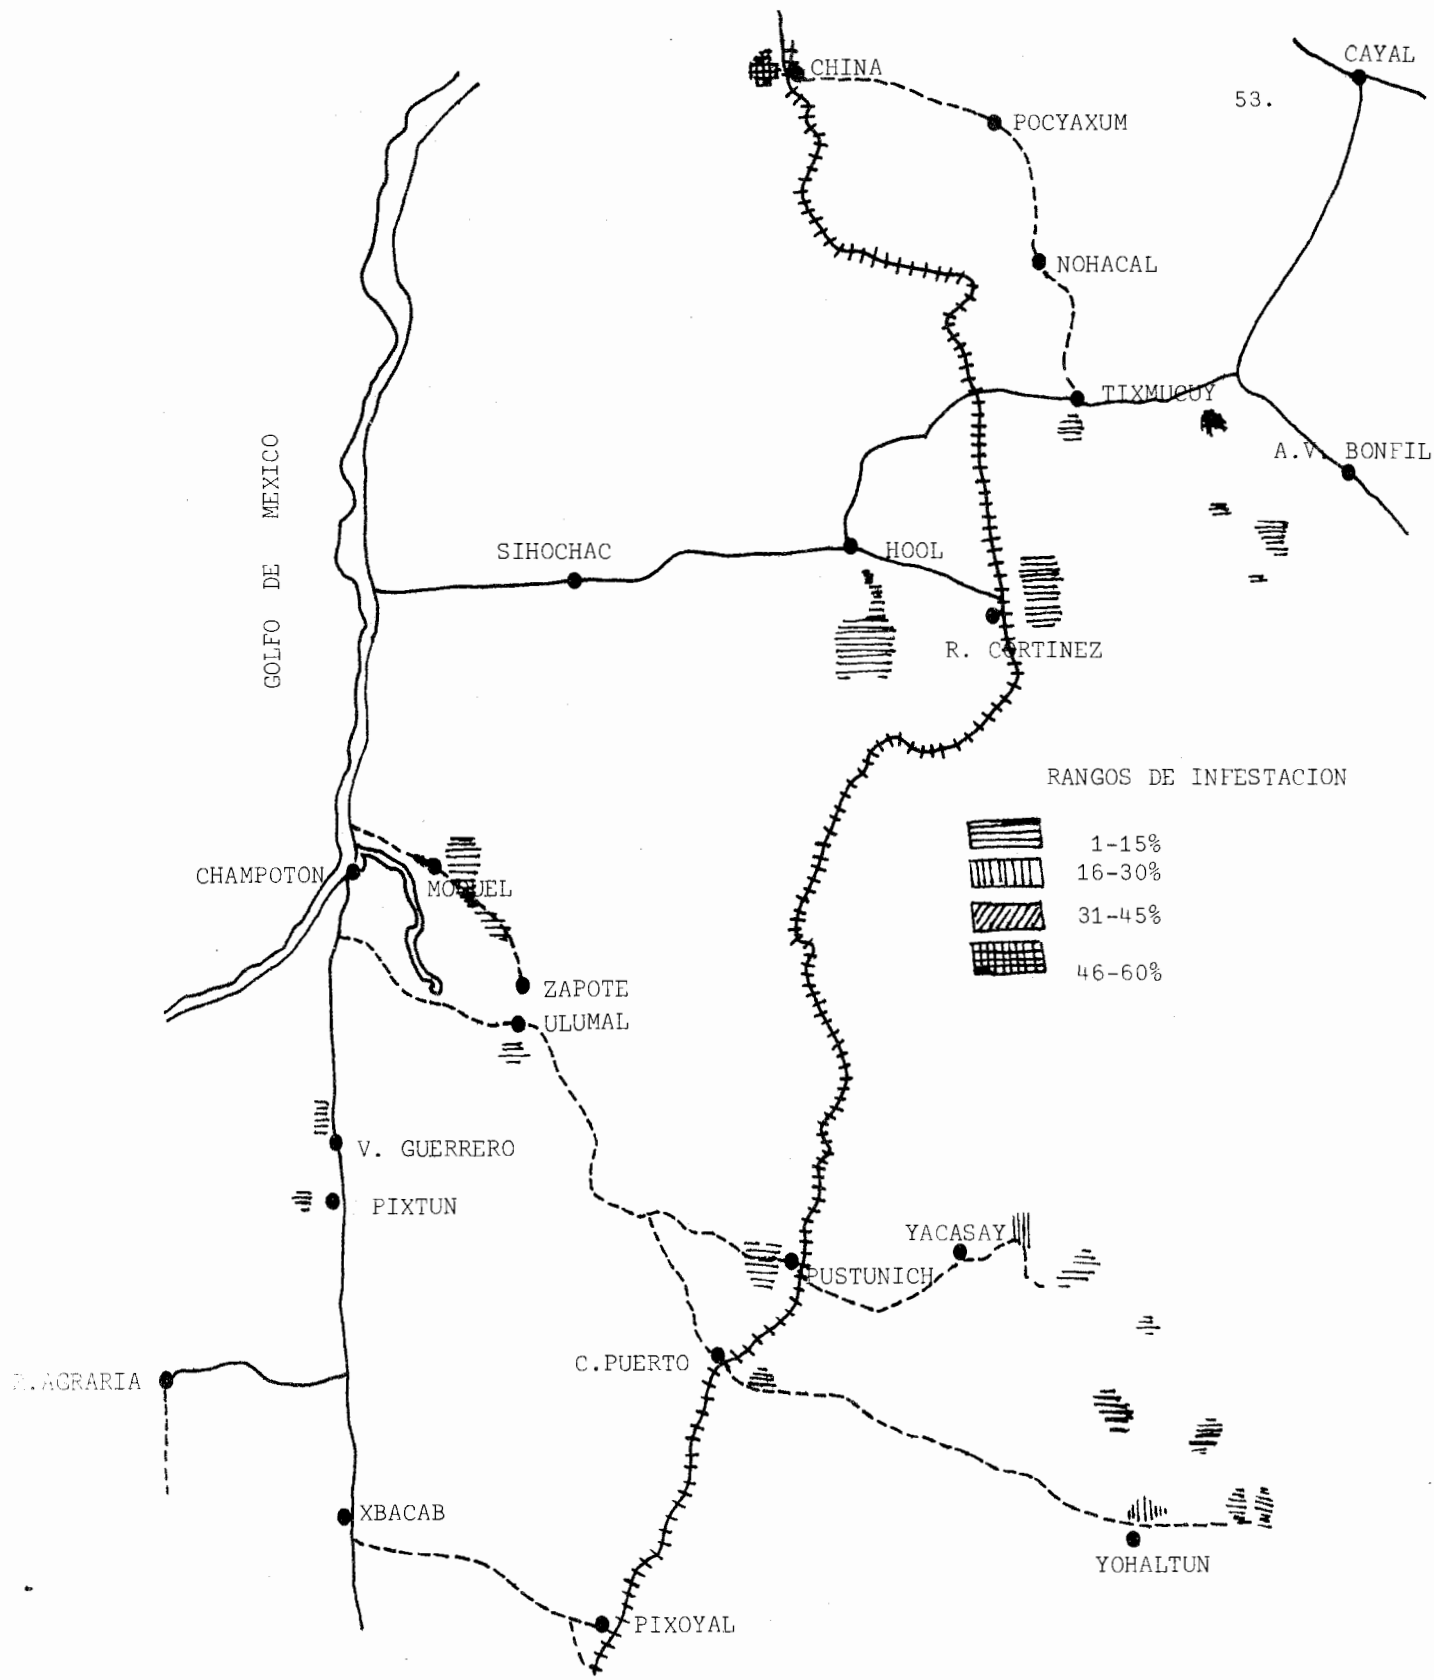 CHINA
CAYAL
53.
POCYAXUM
NOHACAL
TIXMUCUY
A.V. BONFIL
GOLFO DE MEXICO
SIHOCHAC
HOOL
R. CORTINEZ
RANGOS DE INFESTACION
1-15%
16-30%
31-45%
46-60%
CHAMPOTON
MOQUEL
ZAPOTE
ULUMAL
V. GUERRERO
PIXTUN
YACASAY
PUSTUNICH
C.PUERTO
AGRARIA
XBACAB
YOHALTUN
PIXOYAL